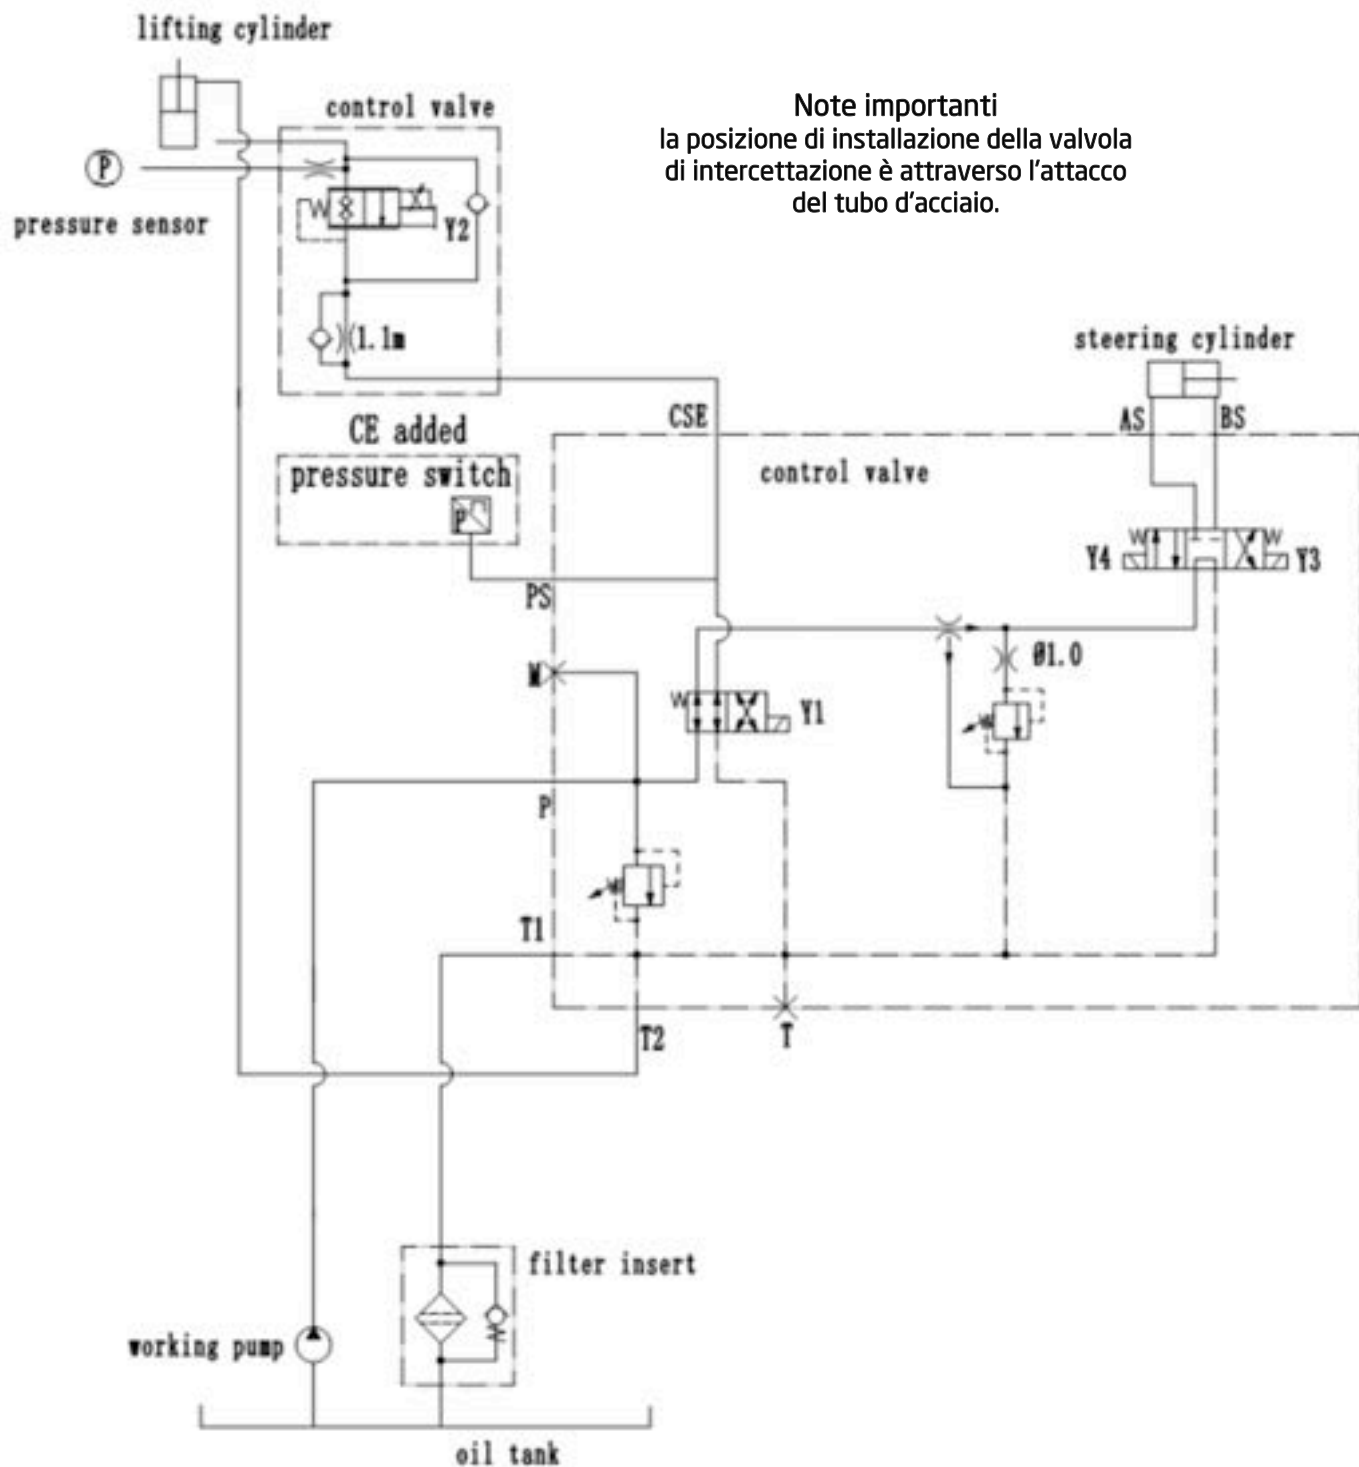 lifting cylinder
control valve
Note importanti
la posizione di installazione della valvola
di intercettazione è attraverso l'attacco
del tubo d'acciaio.
P
pressure sensor
Y2
1.1m
steering cylinder
CE added
CSE
AS
BS
pressure switch
control valve
P
Y4
Y3
PS
Ø1.0
M
Y1
P
T1
T2
T
filter insert
working pump
oil tank